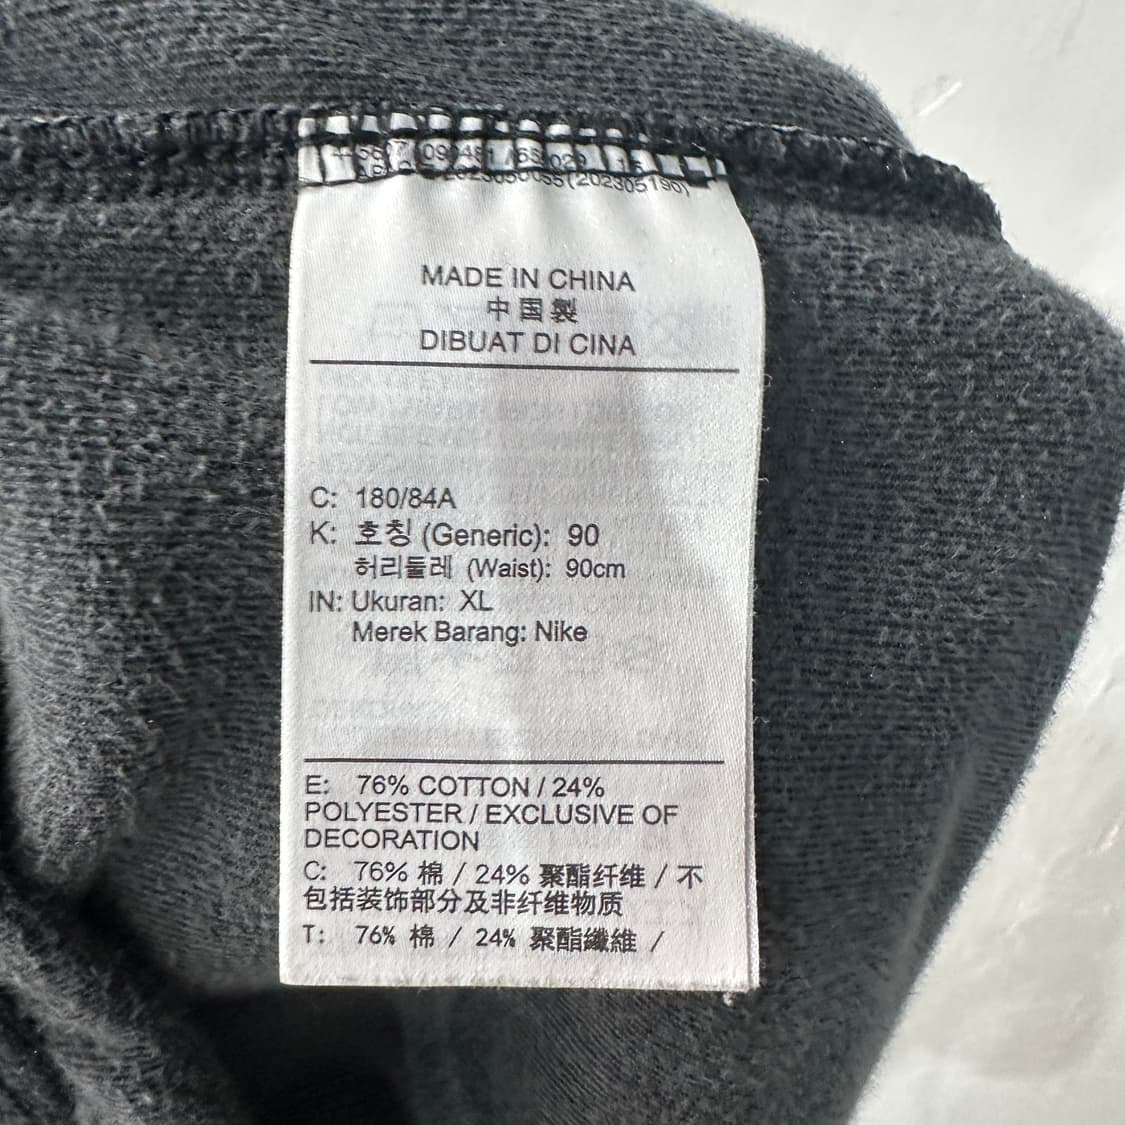 MADE IN CHINA
中国製
DIBUAT DI CINA
C: 180/84A
K: 호칭 (Generic): 90
허리둘레 (Waist): 90cm
IN: Ukuran: XL
Merek Barang: Nike
E: 76% COTTON / 24%
POLYESTER / EXCLUSIVE OF
DECORATION
C: 76% 棉 / 24% 聚酯纤维 / 不
包括装饰部分及非纤维物质
T: 76% 棉 / 24% 聚酯纖維 /